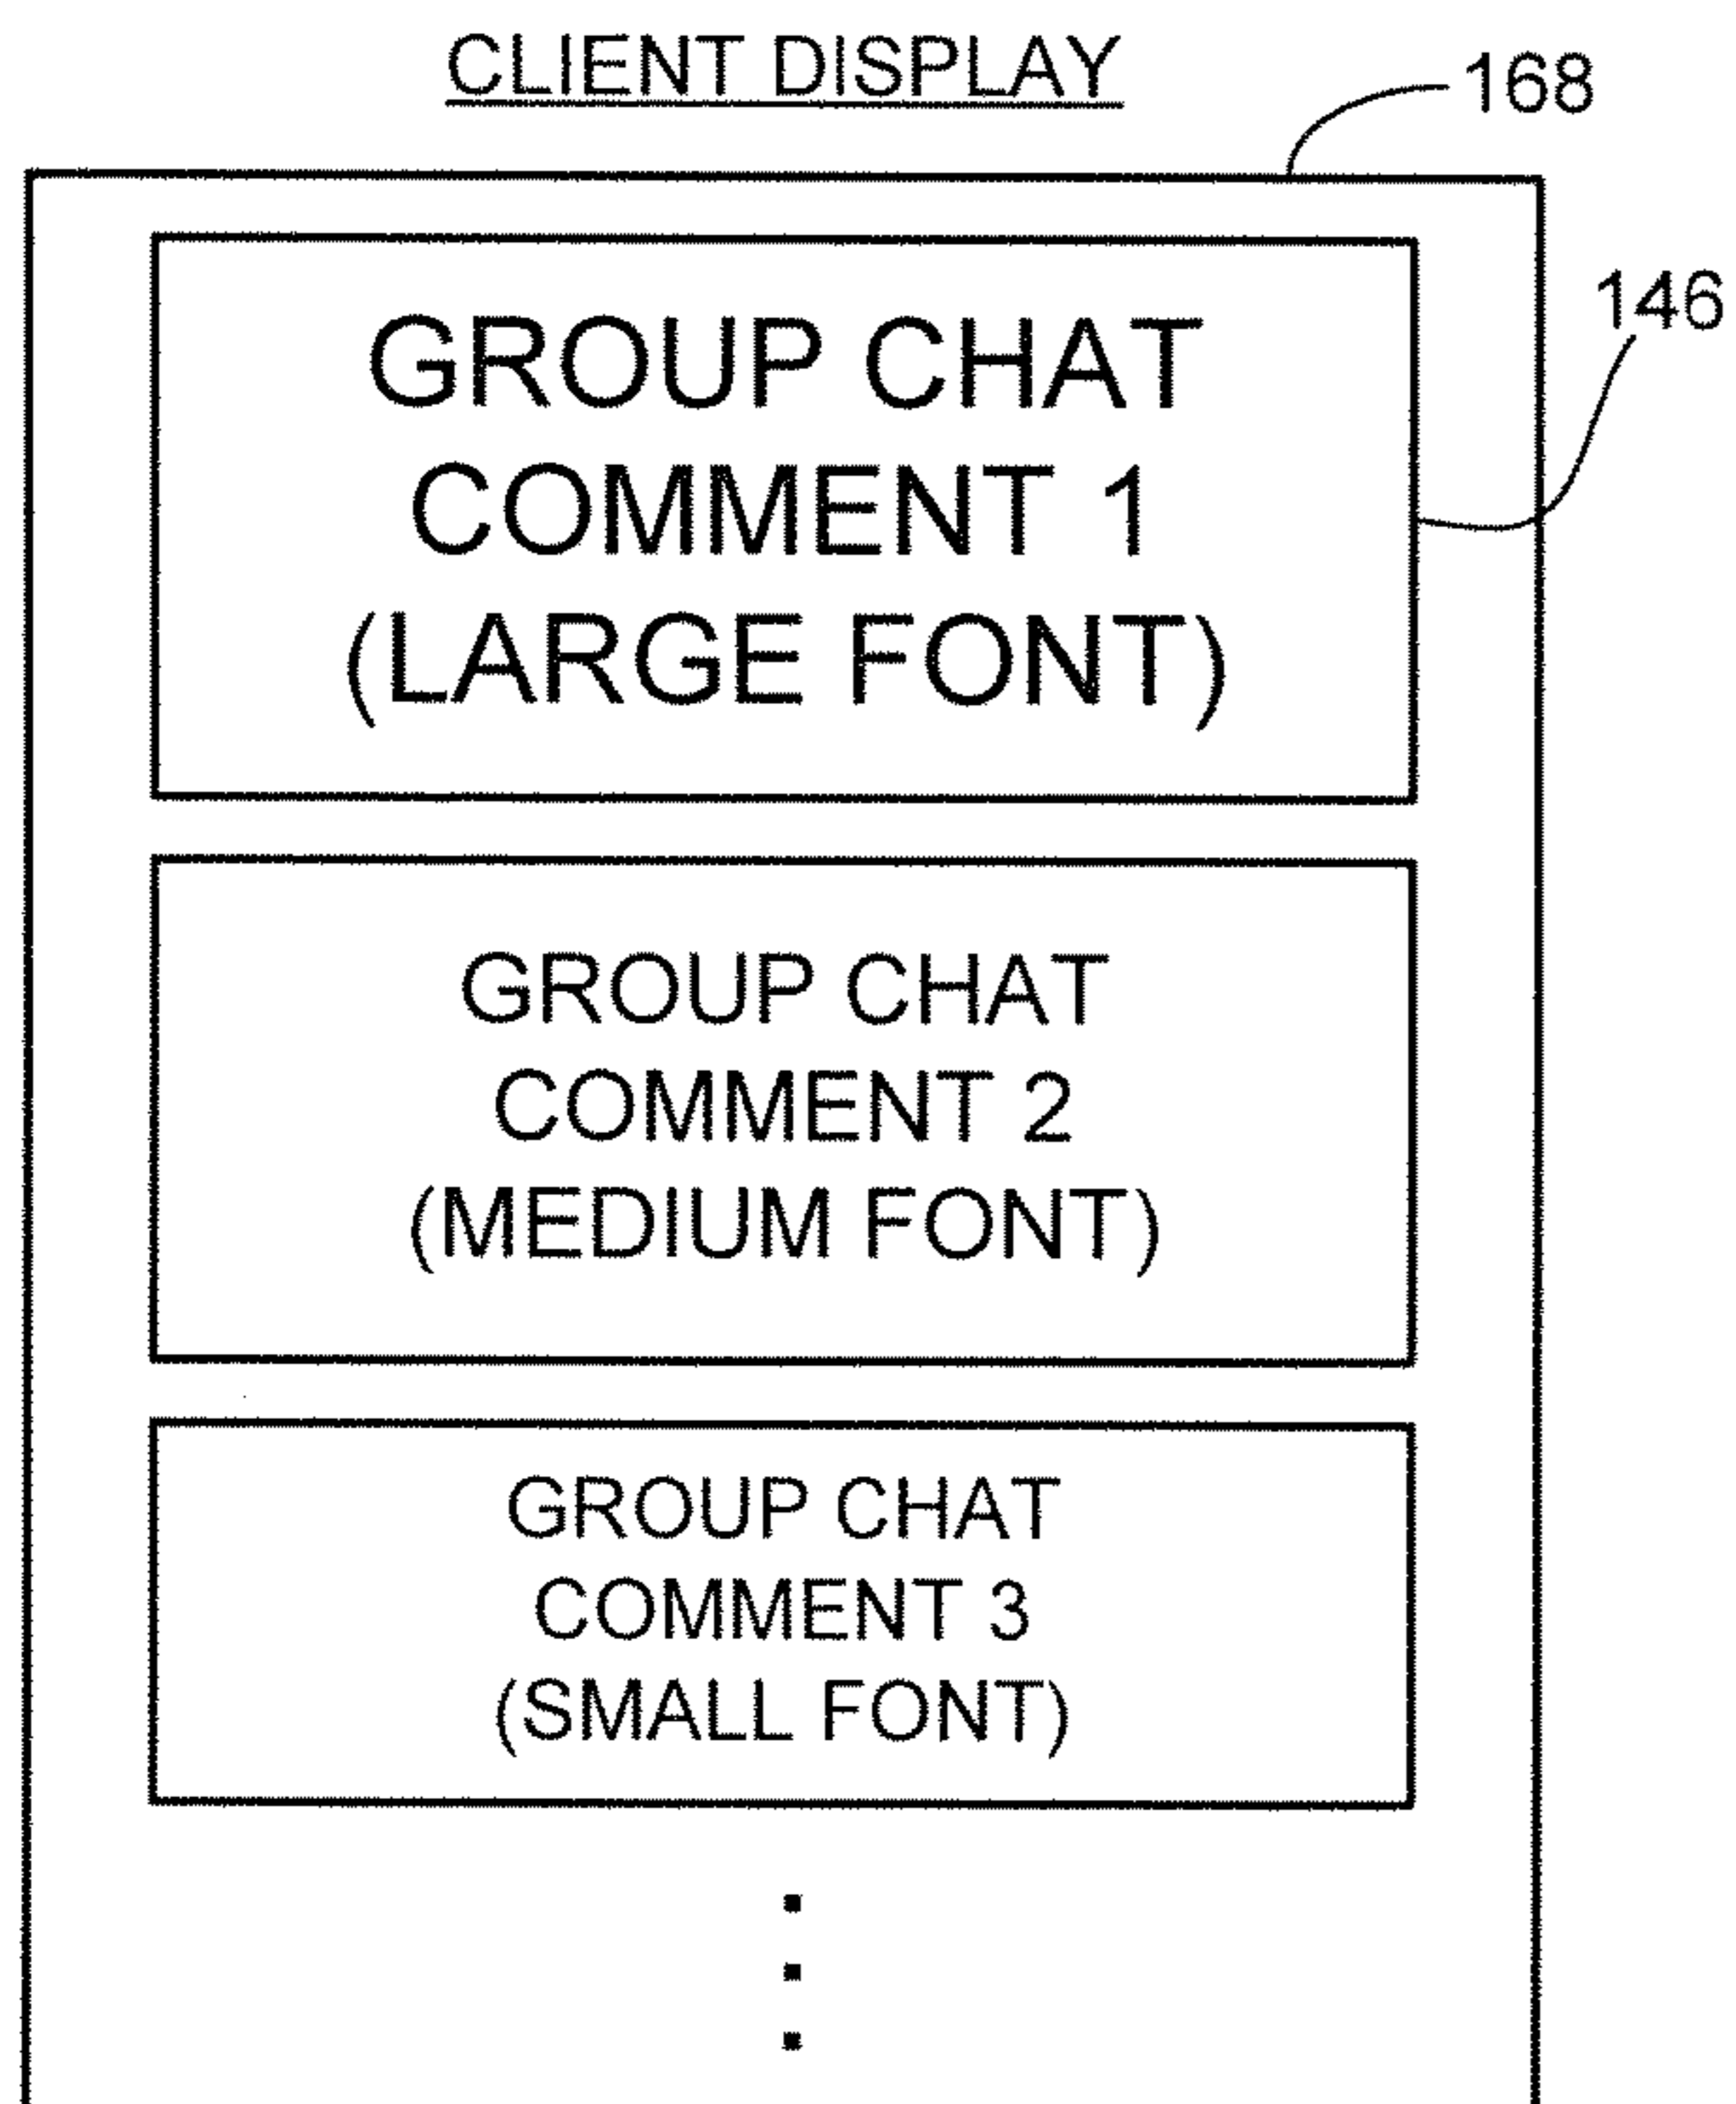 CLIENT DISPLAY
168
146
GROUP CHAT
COMMENT 1
(LARGE FONT)
GROUP CHAT
COMMENT 2
(MEDIUM FONT)
GROUP CHAT
COMMENT 3
(SMALL FONT)